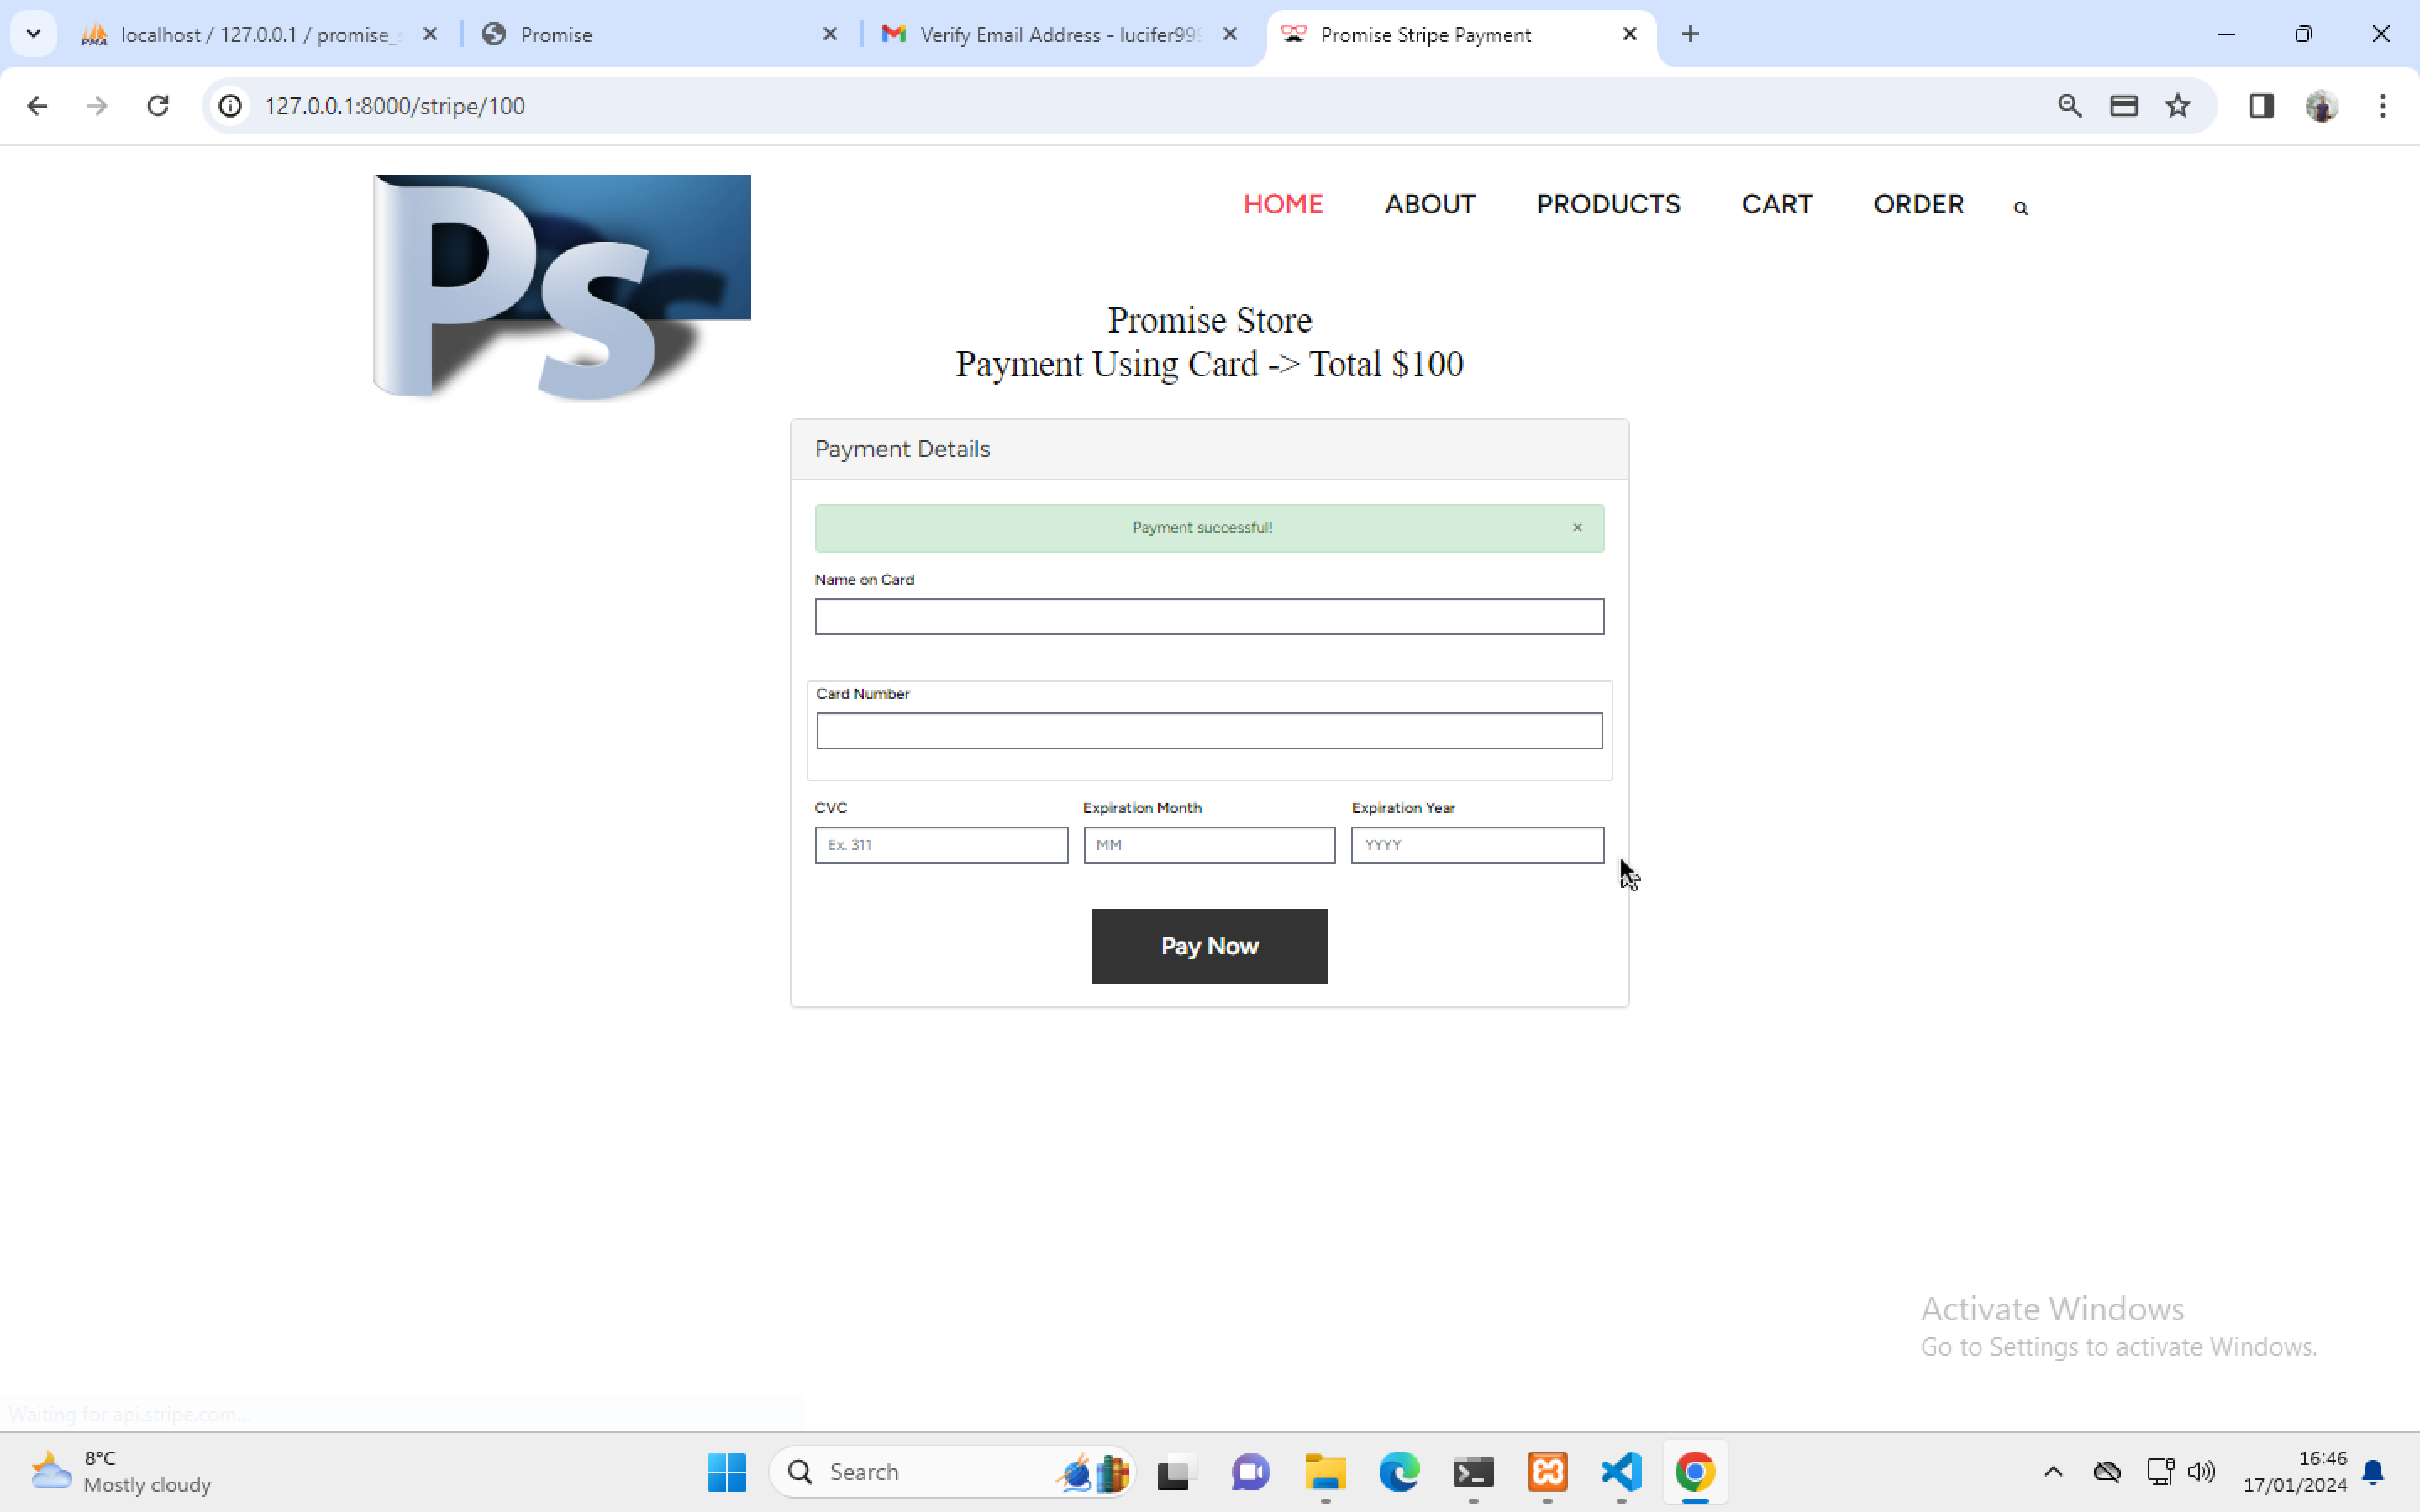 localhost / 127.0.0.1 / promise_s
Promise
Verify Email Address - lucifer999
Promise Stripe Payment
127.0.0.1:8000/stripe/100
Ps
HOME
ABOUT
PRODUCTS
CART
ORDER
Promise Store
Payment Using Card -> Total $100
Payment Details
Payment successful!
Name on Card
Card Number
CVC
Expiration Month
Expiration Year
Ex. 311
MM
YYYY
Pay Now
Activate Windows
Go to Settings to activate Windows.
Waiting for api.stripe.com...
8°C
Mostly cloudy
Search
16:46
17/01/2024